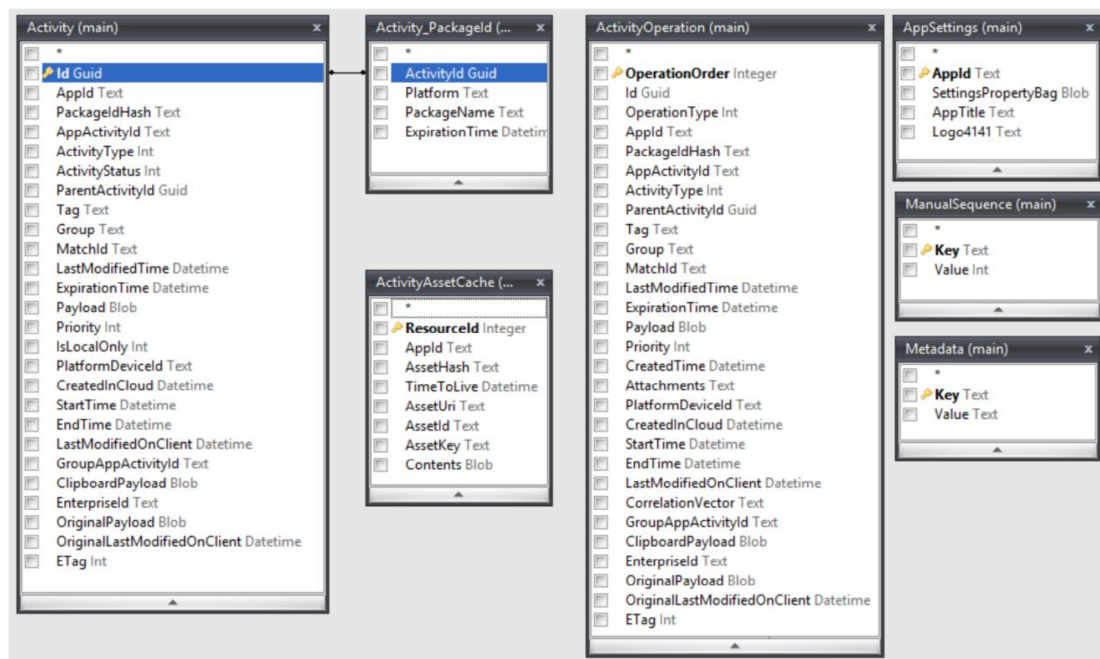 Activity (main) x
*
Id Guid
AppId Text
PackageIdHash Text
AppActivityId Text
ActivityType Int
ActivityStatus Int
ParentActivityId Guid
Tag Text
Group Text
MatchId Text
LastModifiedTime Datetime
ExpirationTime Datetime
Payload Blob
Priority Int
IsLocalOnly Int
PlatformDeviceId Text
CreatedInCloud Datetime
StartTime Datetime
EndTime Datetime
LastModifiedOnClient Datetime
GroupAppActivityId Text
ClipboardPayload Blob
EnterpriseId Text
OriginalPayload Blob
OriginalLastModifiedOnClient Datetime
ETag Int
Activity_PackageId (... x
*
ActivityId Guid
Platform Text
PackageName Text
ExpirationTime Datetim
ActivityAssetCache (... x
*
ResourceId Integer
AppId Text
AssetHash Text
TimeToLive Datetime
AssetUri Text
AssetId Text
AssetKey Text
Contents Blob
ActivityOperation (main) x
*
OperationOrder Integer
Id Guid
OperationType Int
AppId Text
PackageIdHash Text
AppActivityId Text
ActivityType Int
ParentActivityId Guid
Tag Text
Group Text
MatchId Text
LastModifiedTime Datetime
ExpirationTime Datetime
Payload Blob
Priority Int
CreatedTime Datetime
Attachments Text
PlatformDeviceId Text
CreatedInCloud Datetime
StartTime Datetime
EndTime Datetime
LastModifiedOnClient Datetime
CorrelationVector Text
GroupAppActivityId Text
ClipboardPayload Blob
EnterpriseId Text
OriginalPayload Blob
OriginalLastModifiedOnClient Datetime
ETag Int
AppSettings (main) x
*
AppId Text
SettingsPropertyBag Blob
AppTitle Text
Logo4141 Text
ManualSequence (main) x
*
Key Text
Value Int
Metadata (main) x
*
Key Text
Value Text